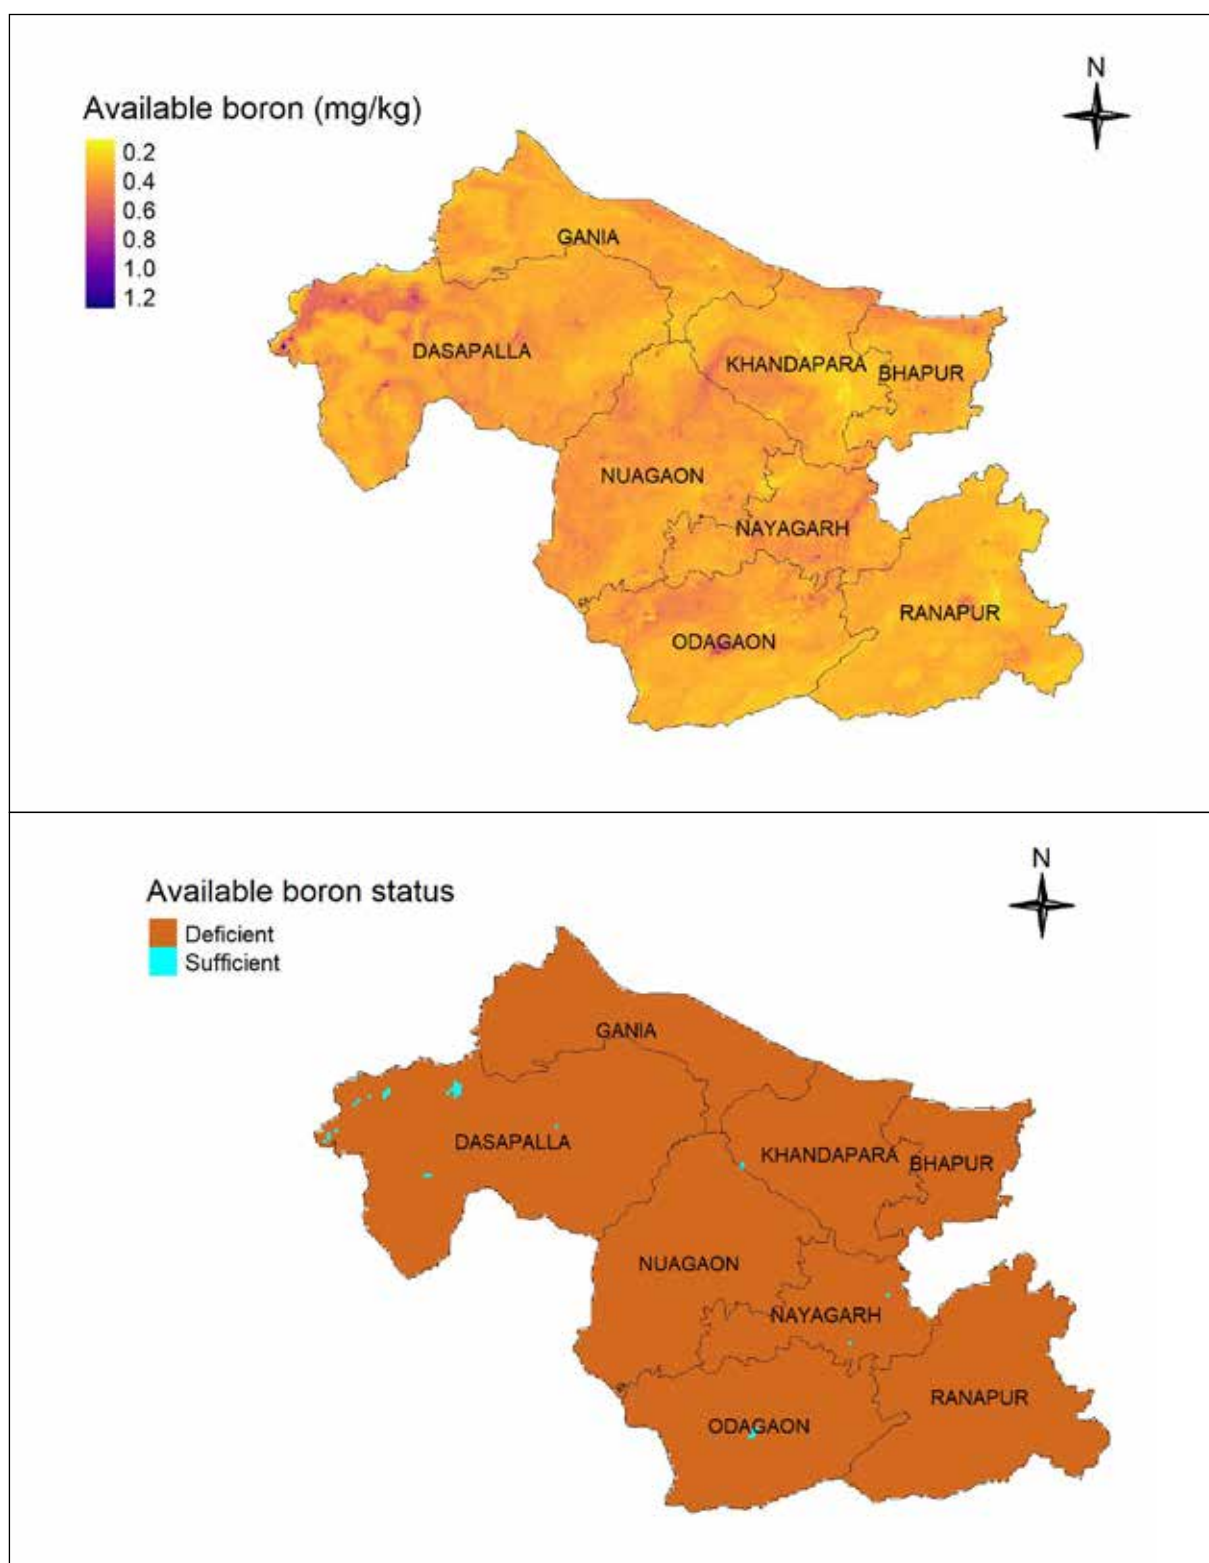 N
Available boron (mg/kg)
0.2
0.4
0.6
0.8
1.0
1.2
GANIA
DASAPALLA
KHANDAPARA
BHAPUR
NUAGAON
NAYAGARH
RANAPUR
ODAGAON
N
Available boron status
Deficient
Sufficient
GANIA
DASAPALLA
KHANDAPARA
BHAPUR
NUAGAON
NAYAGARH
RANAPUR
ODAGAON